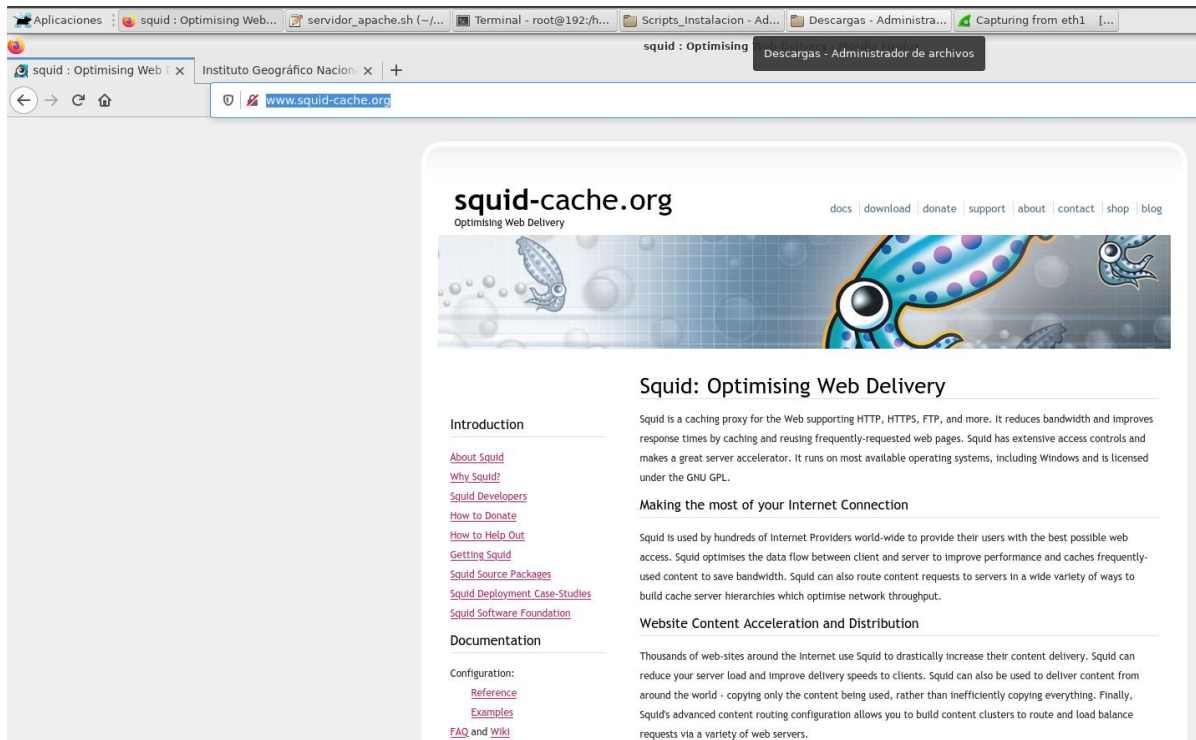 Aplicaciones
squid : Optimising Web...
servidor_apache.sh (~/...
Terminal - root@192:/h...
Scripts_Instalacion - Ad...
Descargas - Administra...
Capturing from eth1 [...
squid : Optimising
Descargas - Administrador de archivos
squid : Optimising Web
Instituto Geográfico Nacion
www.squid-cache.org
squid-cache.org
Optimising Web Delivery
docs download donate support about contact shop blog
Squid: Optimising Web Delivery
Introduction
About Squid
Why Squid?
Squid Developers
How to Donate
How to Help Out
Getting Squid
Squid Source Packages
Squid Deployment Case-Studies
Squid Software Foundation
Documentation
Configuration:
Reference
Examples
FAQ and Wiki
Squid is a caching proxy for the Web supporting HTTP, HTTPS, FTP, and more. It reduces bandwidth and improves
response times by caching and reusing frequently-requested web pages. Squid has extensive access controls and
makes a great server accelerator. It runs on most available operating systems, including Windows and is licensed
under the GNU GPL.
Making the most of your Internet Connection
Squid is used by hundreds of Internet Providers world-wide to provide their users with the best possible web
access. Squid optimises the data flow between client and server to improve performance and caches frequently-
used content to save bandwidth. Squid can also route content requests to servers in a wide variety of ways to
build cache server hierarchies which optimise network throughput.
Website Content Acceleration and Distribution
Thousands of web-sites around the Internet use Squid to drastically increase their content delivery. Squid can
reduce your server load and improve delivery speeds to clients. Squid can also be used to deliver content from
around the world - copying only the content being used, rather than inefficiently copying everything. Finally,
Squid's advanced content routing configuration allows you to build content clusters to route and load balance
requests via a variety of web servers.